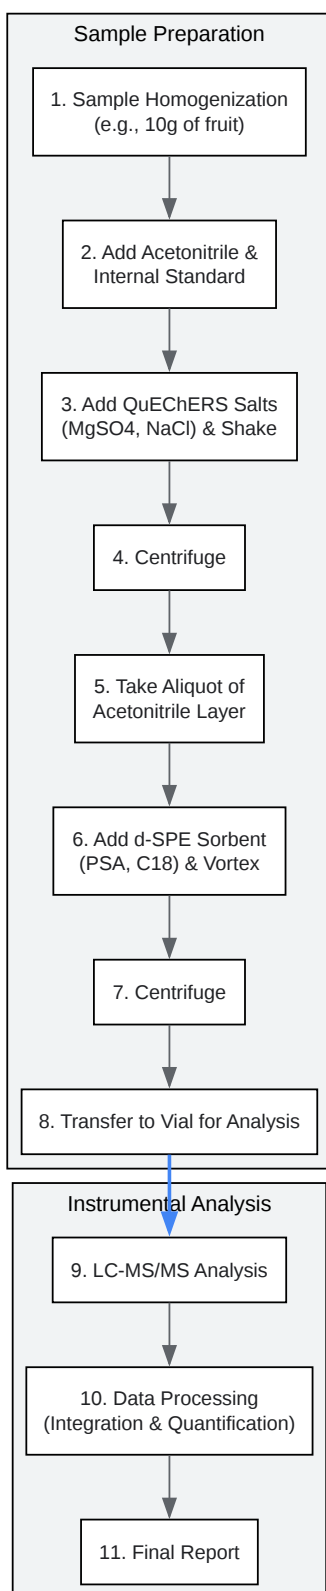 Sample Preparation
1. Sample Homogenization
(e.g., 10g of fruit)
2. Add Acetonitrile &
Internal Standard
3. Add QuEChERS Salts
(MgSO4, NaCl) & Shake
4. Centrifuge
5. Take Aliquot of
Acetonitrile Layer
6. Add d-SPE Sorbent
(PSA, C18) & Vortex
7. Centrifuge
8. Transfer to Vial for Analysis
Instrumental Analysis
9. LC-MS/MS Analysis
10. Data Processing
(Integration & Quantification)
11. Final Report